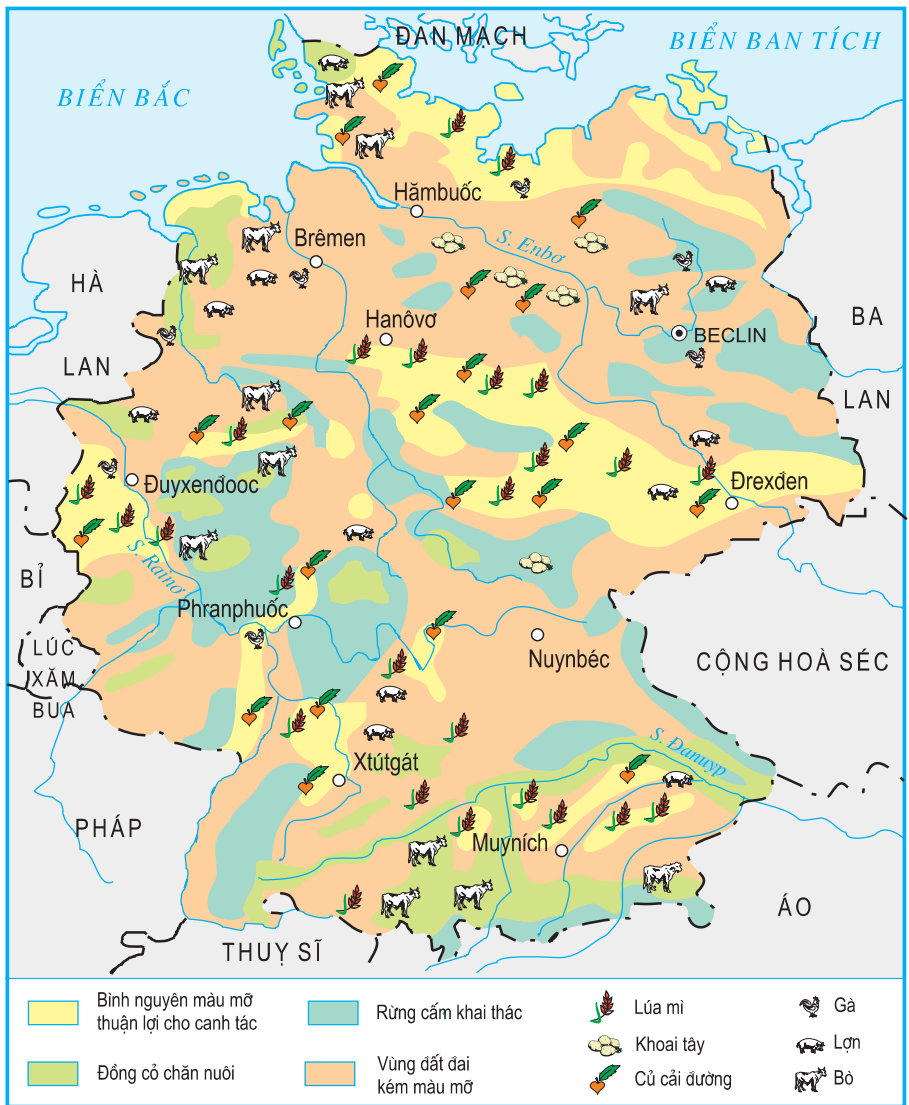 ĐAN MẠCH
BIỂN BAN TÍCH
BIỂN BẮC
Hămbuốc
S. Enbơ
Brêmen
HÀ
LAN
Hanôvơ
BECLIN
BA
LAN
Đuyxenđooc
Đrexđen
S. Rainơ
BỈ
Phranphuốc
LÚC
XĂM
BUA
Nuynbéc
CỘNG HOÀ SÉC
S. Đanuyp
Xtútgát
PHÁP
Muyních
ÁO
THUỴ SĨ
Bình nguyên màu mỡ
thuận lợi cho canh tác
Rừng cấm khai thác
Lúa mì
Gà
Khoai tây
Lợn
Đồng cỏ chăn nuôi
Vùng đất đai
kém màu mỡ
Củ cải đường
Bò